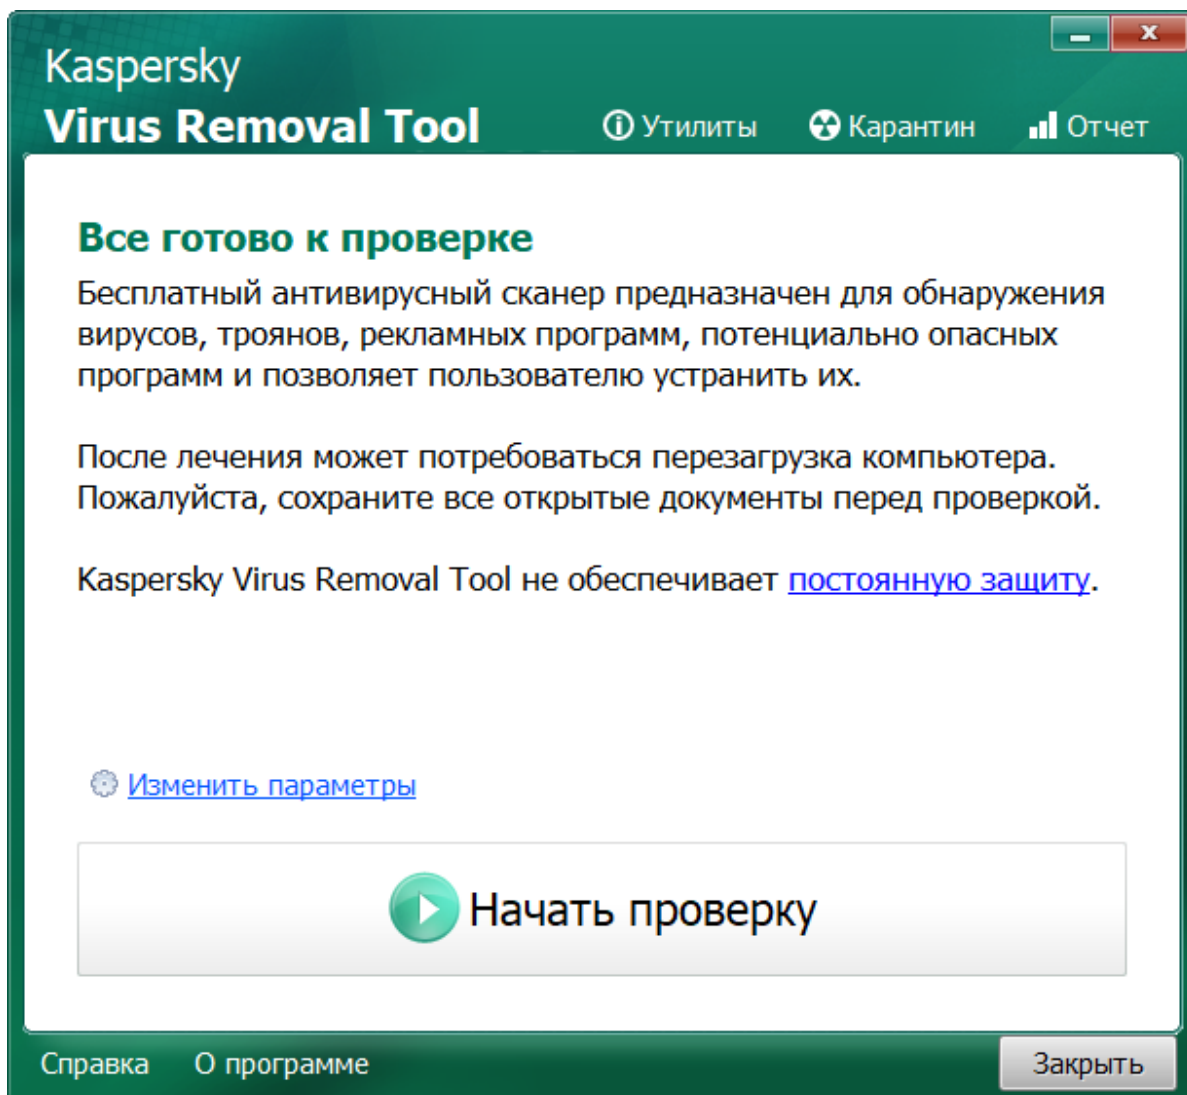 Kaspersky
Virus Removal Tool
Утилиты
Карантин
Отчет
Все готово к проверке
Бесплатный антивирусный сканер предназначен для обнаружения
вирусов, троянов, рекламных программ, потенциально опасных
программ и позволяет пользователю устранить их.
После лечения может потребоваться перезагрузка компьютера.
Пожалуйста, сохраните все открытые документы перед проверкой.
Kaspersky Virus Removal Tool не обеспечивает постоянную защиту.
Изменить параметры
Начать проверку
Справка
О программе
Закрыть